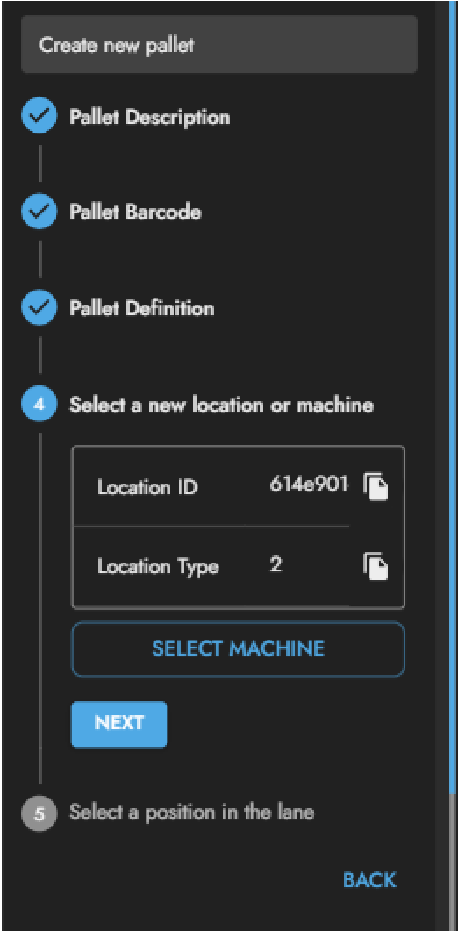 Create new pallet
Pallet Description
Pallet Barcode
Pallet Definition
4 Select a new location or machine
Location ID 614e901
Location Type 2
SELECT MACHINE
NEXT
5 Select a position in the lane
BACK